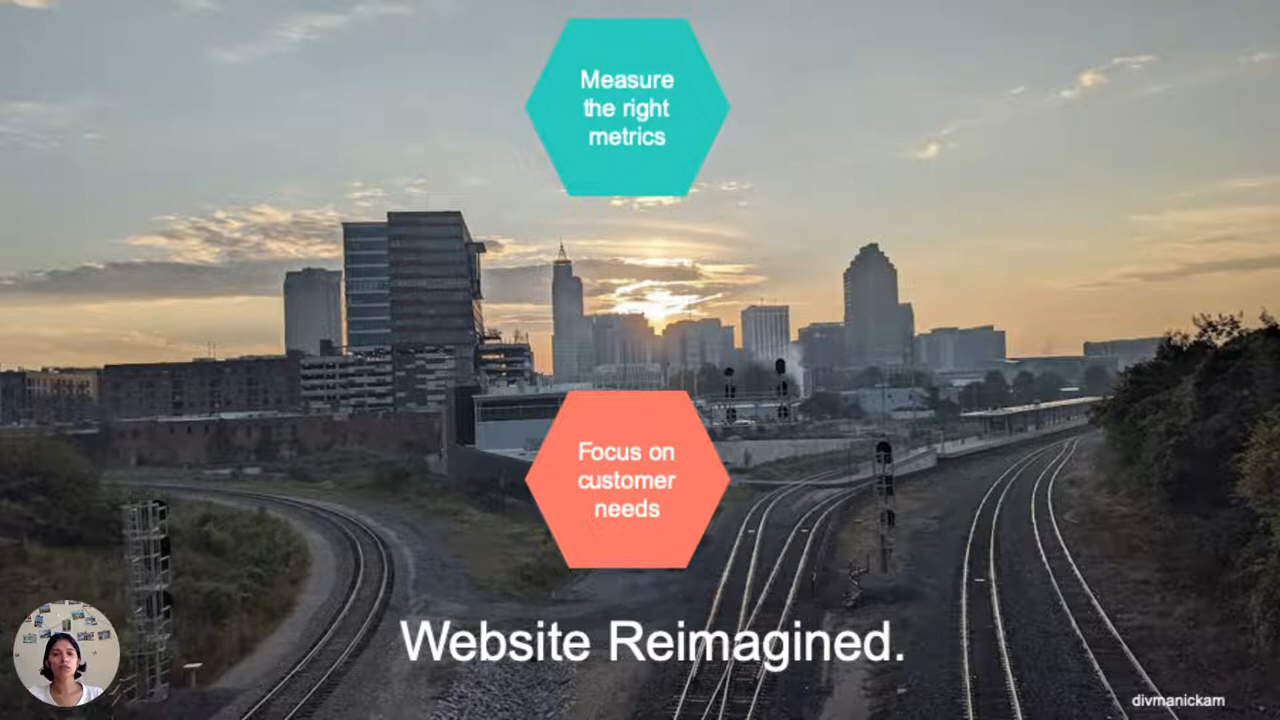 Measure
the right
metrics
Focus on
customer
needs
Website Reimagined.
divmanickam